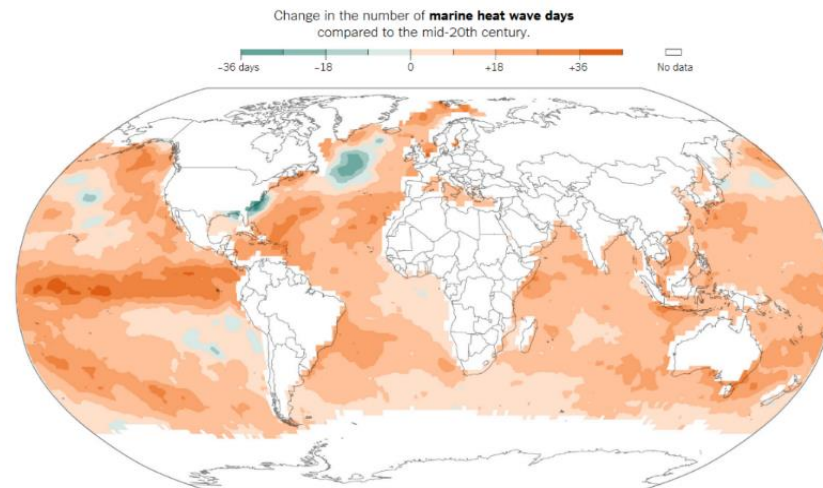 Change in the number of marine heat wave days
compared to the mid-20th century.
−36 days −18 0 +18 +36 No data